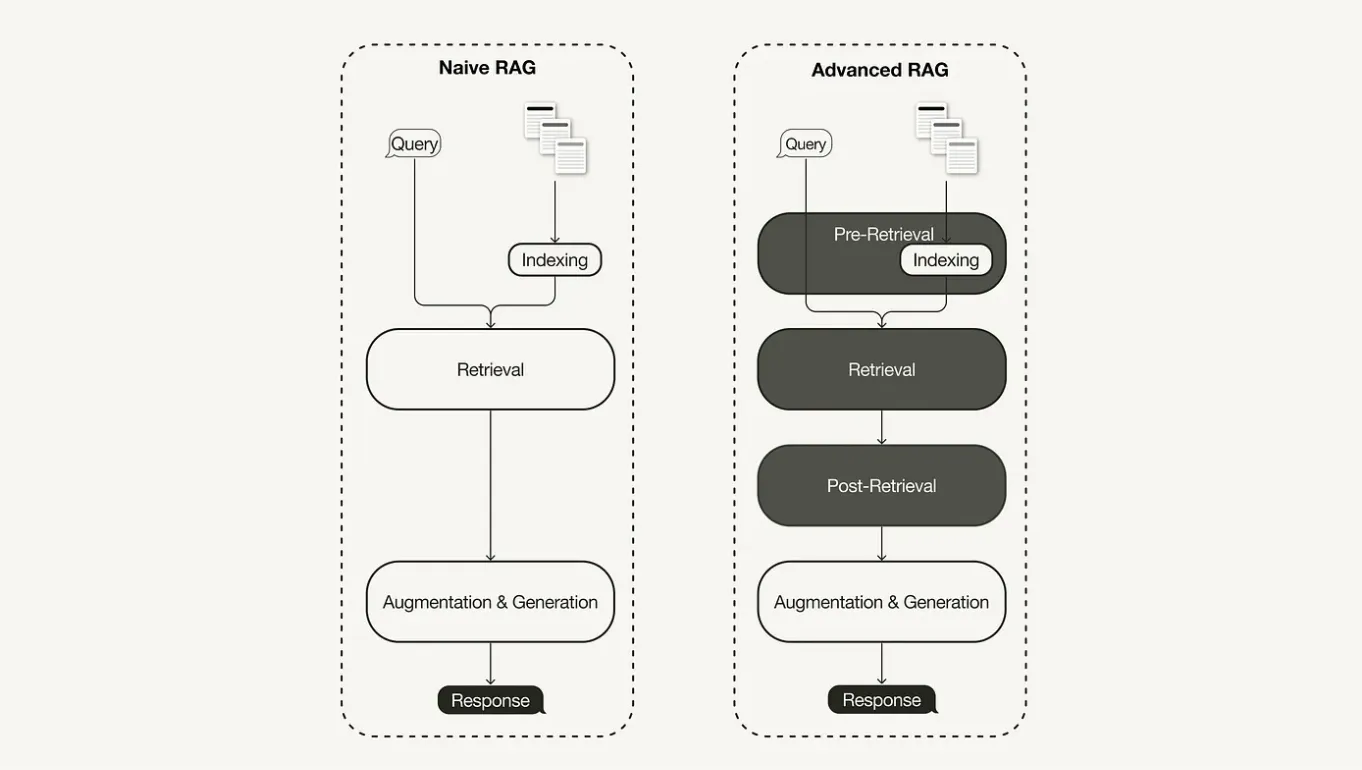 Naive RAG
Query
Indexing
Retrieval
Augmentation & Generation
Response
Advanced RAG
Query
Pre-Retrieval
Indexing
Retrieval
Post-Retrieval
Augmentation & Generation
Response